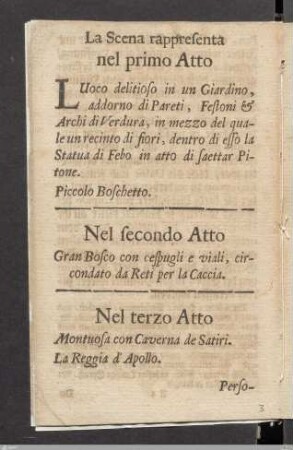 La Scena rappresenta
nel primo Atto
LUoco delitioso in un Giardino,
addorno di Pareti, Festoni &
Archi di Verdura, in mezzo del qua-
le un recinto di fiori, dentro di esso la
Statua di Febo in atto di saettar Pi-
tone.
Piccolo Boschetto.
Nel secondo Atto
Gran Bosco con cespugli e viali, cir-
condato da Reti per la Caccia.
Nel terzo Atto
Montuosa con Caverna de Satiri.
La Reggia d'Apollo.
Perso-
3